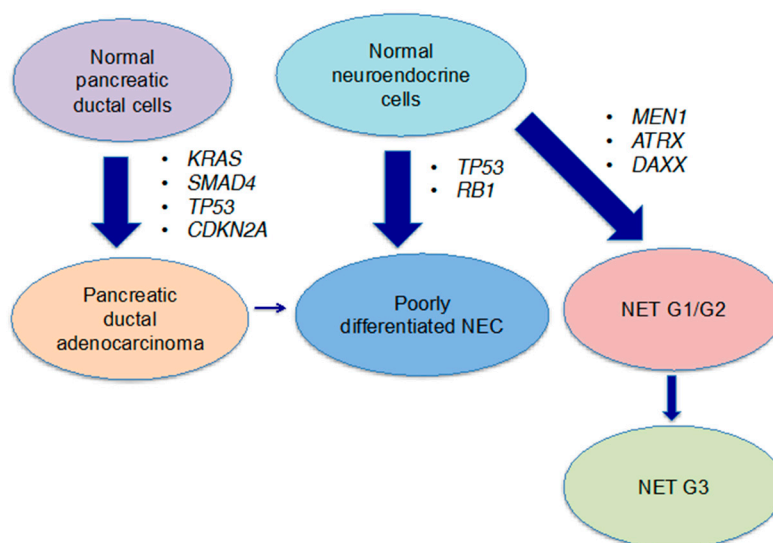 Normal
pancreatic
ductal cells
Normal
neuroendocrine
cells
• KRAS
• SMAD4
• TP53
• CDKN2A
• TP53
• RB1
• MEN1
• ATRX
• DAXX
Pancreatic
ductal
adenocarcinoma
Poorly
differentiated NEC
NET G1/G2
NET G3